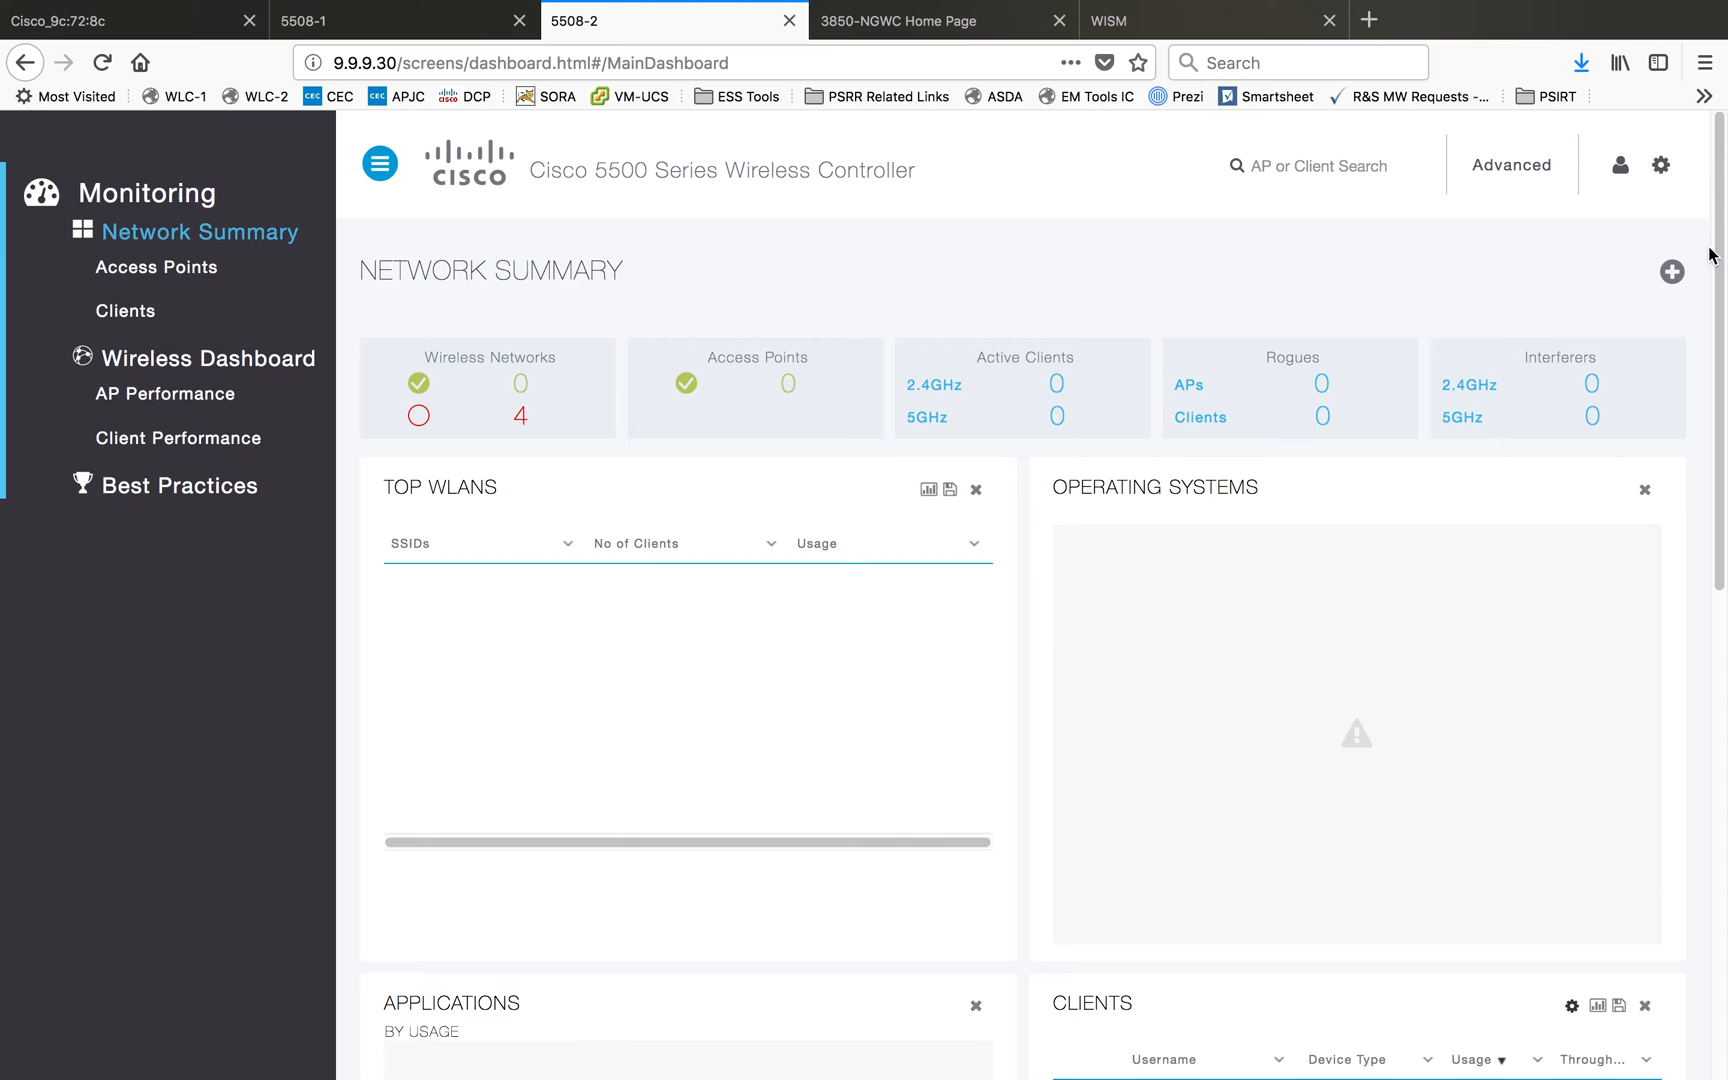 Cisco_9c:72:8c 5508-1 5508-2 3850-NGWC Home Page WISM
9.9.9.30/screens/dashboard.html#/MainDashboard Search
Most Visited WLC-1 WLC-2 CEC CEC CEC APJC cisco DCP SORA VM-UCS ESS Tools PSRR Related Links ASDA EM Tools IC Prezi Smartsheet R&S MW Requests -... PSIRT
Monitoring
Network Summary
Access Points
Clients
Wireless Dashboard
AP Performance
Client Performance
Best Practices
CISCO Cisco 5500 Series Wireless Controller AP or Client Search Advanced
NETWORK SUMMARY
Wireless Networks
0
4
Access Points
0
Active Clients
2.4GHz 0
5GHz 0
Rogues
APs 0
Clients 0
Interferers
2.4GHz 0
5GHz 0
TOP WLANS
SSIDs No of Clients Usage
OPERATING SYSTEMS
APPLICATIONS
BY USAGE
CLIENTS
Username Device Type Usage Through...